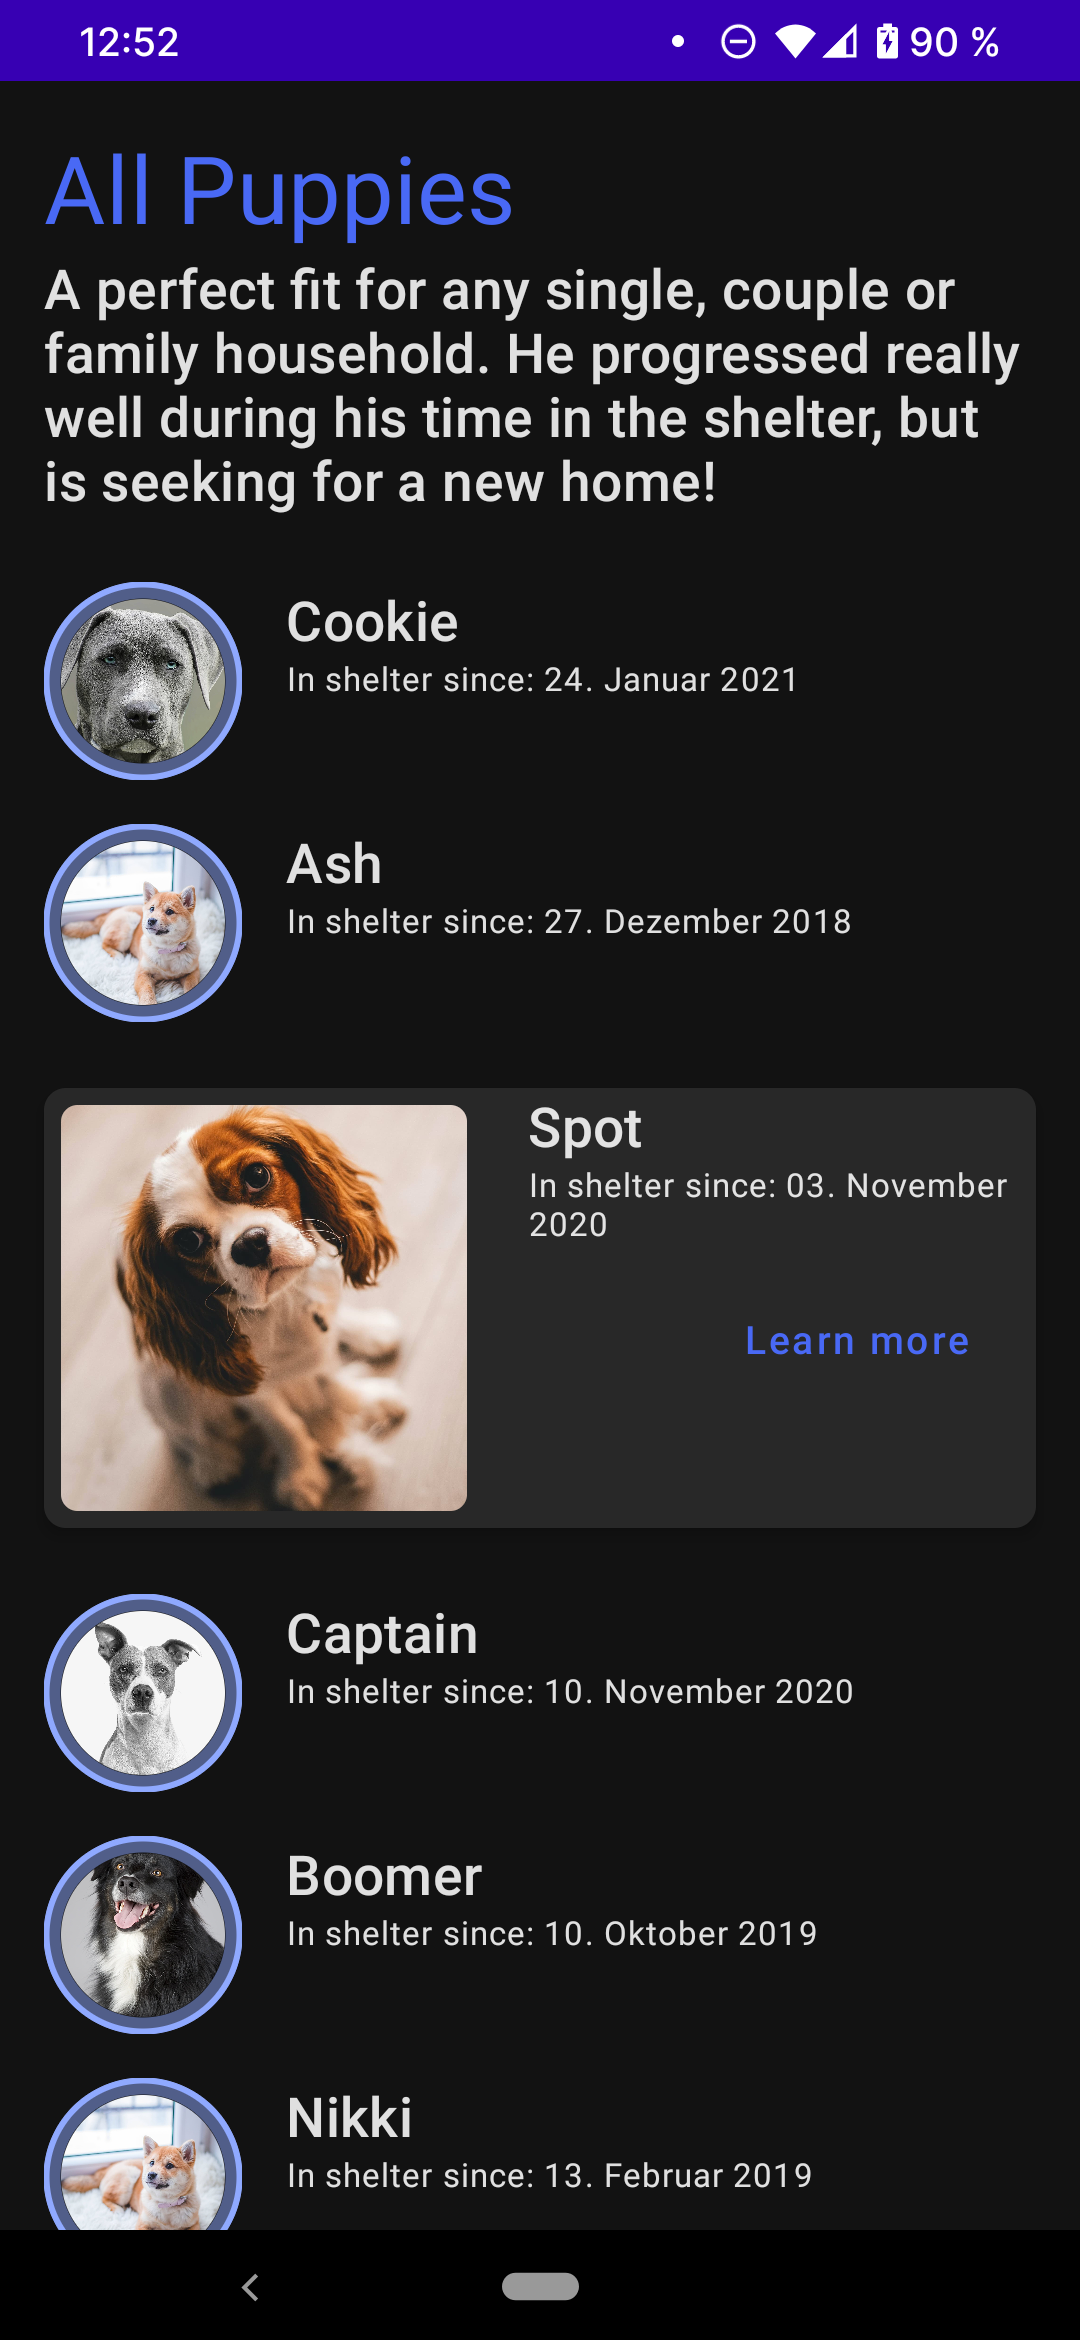 12:52
90 %
All Puppies
A perfect fit for any single, couple or
family household. He progressed really
well during his time in the shelter, but
is seeking for a new home!
Cookie
In shelter since: 24. Januar 2021
Ash
In shelter since: 27. Dezember 2018
Spot
In shelter since: 03. November
2020
Learn more
Captain
In shelter since: 10. November 2020
Boomer
In shelter since: 10. Oktober 2019
Nikki
In shelter since: 13. Februar 2019